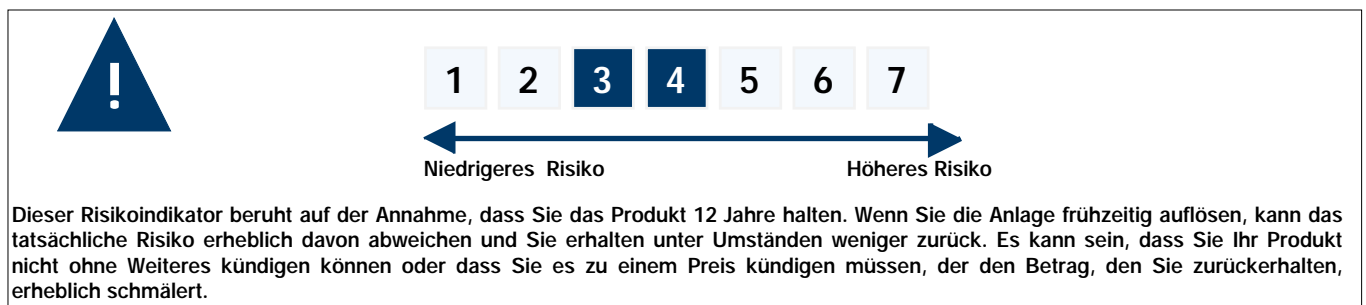 !
1 2 3 4 5 6 7
Niedrigeres Risiko Höheres Risiko
Dieser Risikoindikator beruht auf der Annahme, dass Sie das Produkt 12 Jahre halten. Wenn Sie die Anlage frühzeitig auflösen, kann das
tatsächliche Risiko erheblich davon abweichen und Sie erhalten unter Umständen weniger zurück. Es kann sein, dass Sie Ihr Produkt
nicht ohne Weiteres kündigen können oder dass Sie es zu einem Preis kündigen müssen, der den Betrag, den Sie zurückerhalten,
erheblich schmälert.